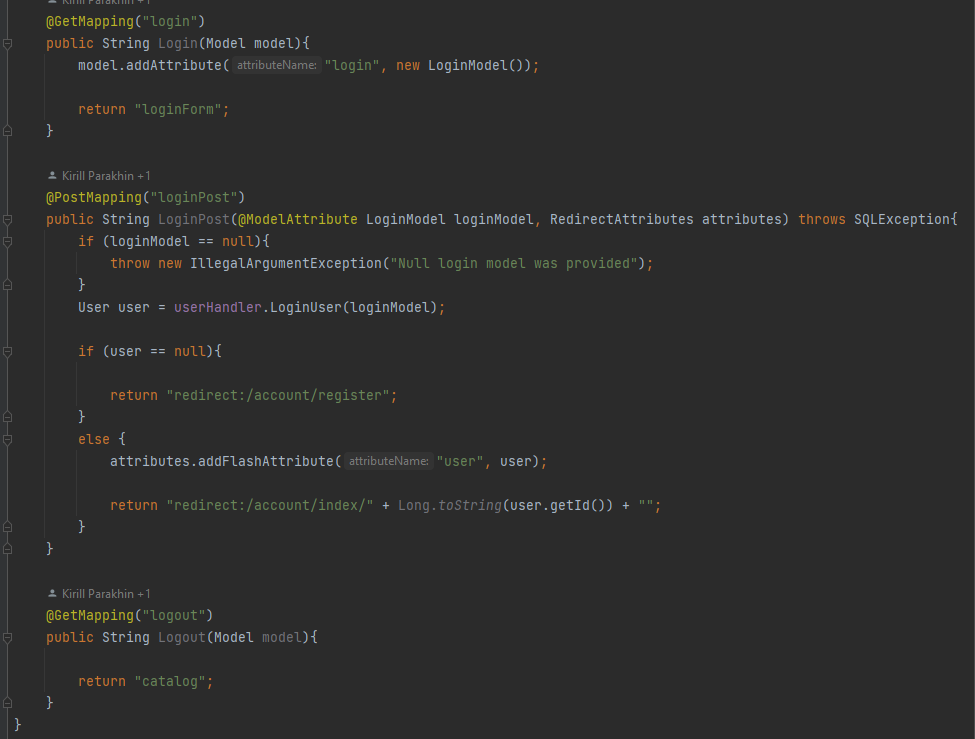 Kirill Parakhin +1
@GetMapping("login")
public String Login(Model model){
model.addAttribute( attributeName: "login", new LoginModel());
return "loginForm";
}
Kirill Parakhin +1
@PostMapping("loginPost")
public String LoginPost(@ModelAttribute LoginModel loginModel, RedirectAttributes attributes) throws SQLException{
if (loginModel == null){
throw new IllegalArgumentException("Null login model was provided");
}
User user = userHandler.LoginUser(loginModel);
if (user == null){
return "redirect:/account/register";
}
else {
attributes.addFlashAttribute( attributeName: "user", user);
return "redirect:/account/index/" + Long.toString(user.getId()) + "";
}
}
Kirill Parakhin +1
@GetMapping("logout")
public String Logout(Model model){
return "catalog";
}
}